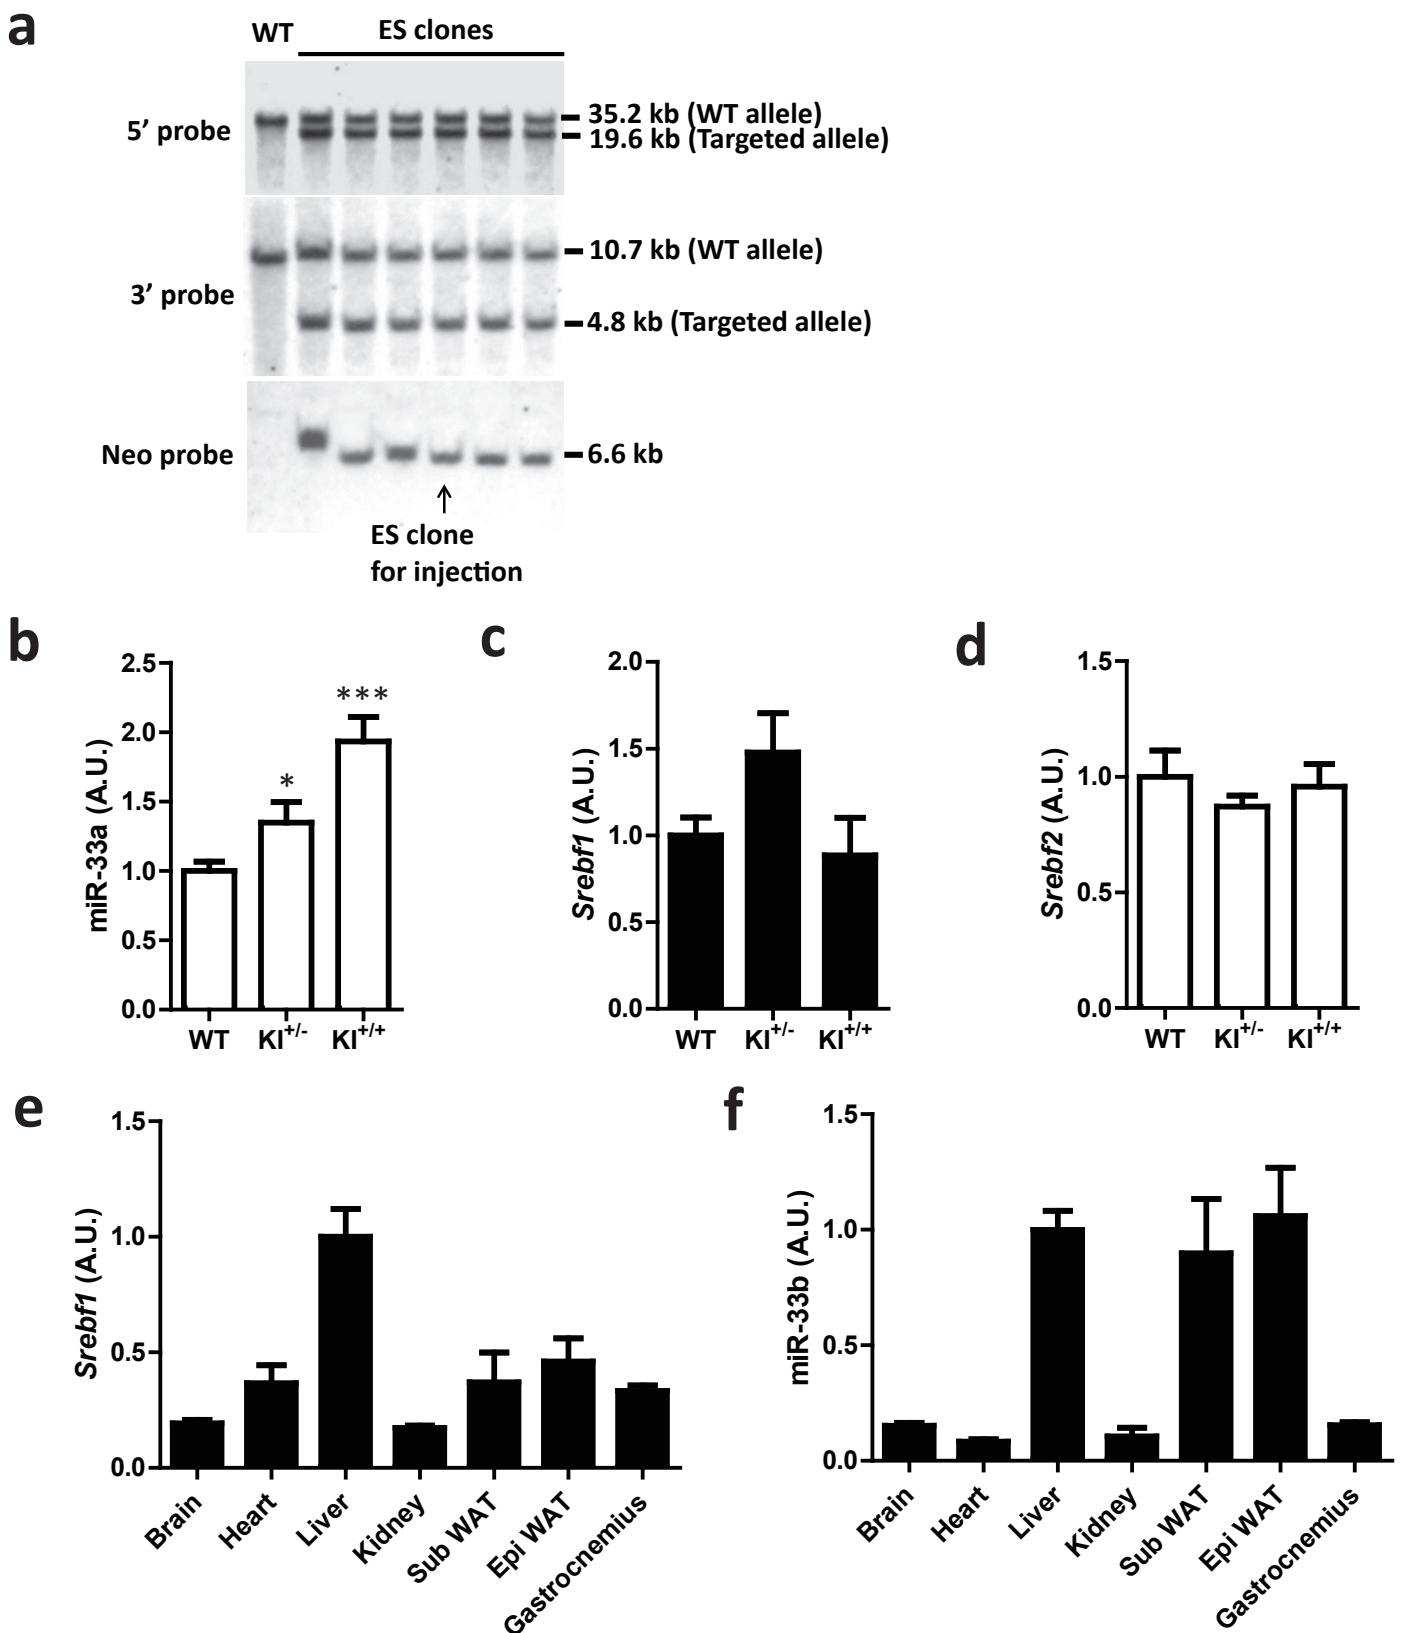 a
WT
ES clones
5’ probe
35.2 kb (WT allele)
19.6 kb (Targeted allele)
3’ probe
10.7 kb (WT allele)
4.8 kb (Targeted allele)
Neo probe
6.6 kb
ES clone
for injection
b
miR-33a (A.U.)
2.5
2.0
1.5
1.0
0.5
0.0
*
***
WT KI+/- KI+/+
c
Srebf1 (A.U.)
2.0
1.5
1.0
0.5
0.0
WT KI+/- KI+/+
d
Srebf2 (A.U.)
1.5
1.0
0.5
0.0
WT KI+/- KI+/+
e
Srebf1 (A.U.)
1.5
1.0
0.5
0.0
Brain
Heart
Liver
Kidney
Sub WAT
Epi WAT
Gastrocnemius
f
miR-33b (A.U.)
1.5
1.0
0.5
0.0
Brain
Heart
Liver
Kidney
Sub WAT
Epi WAT
Gastrocnemius